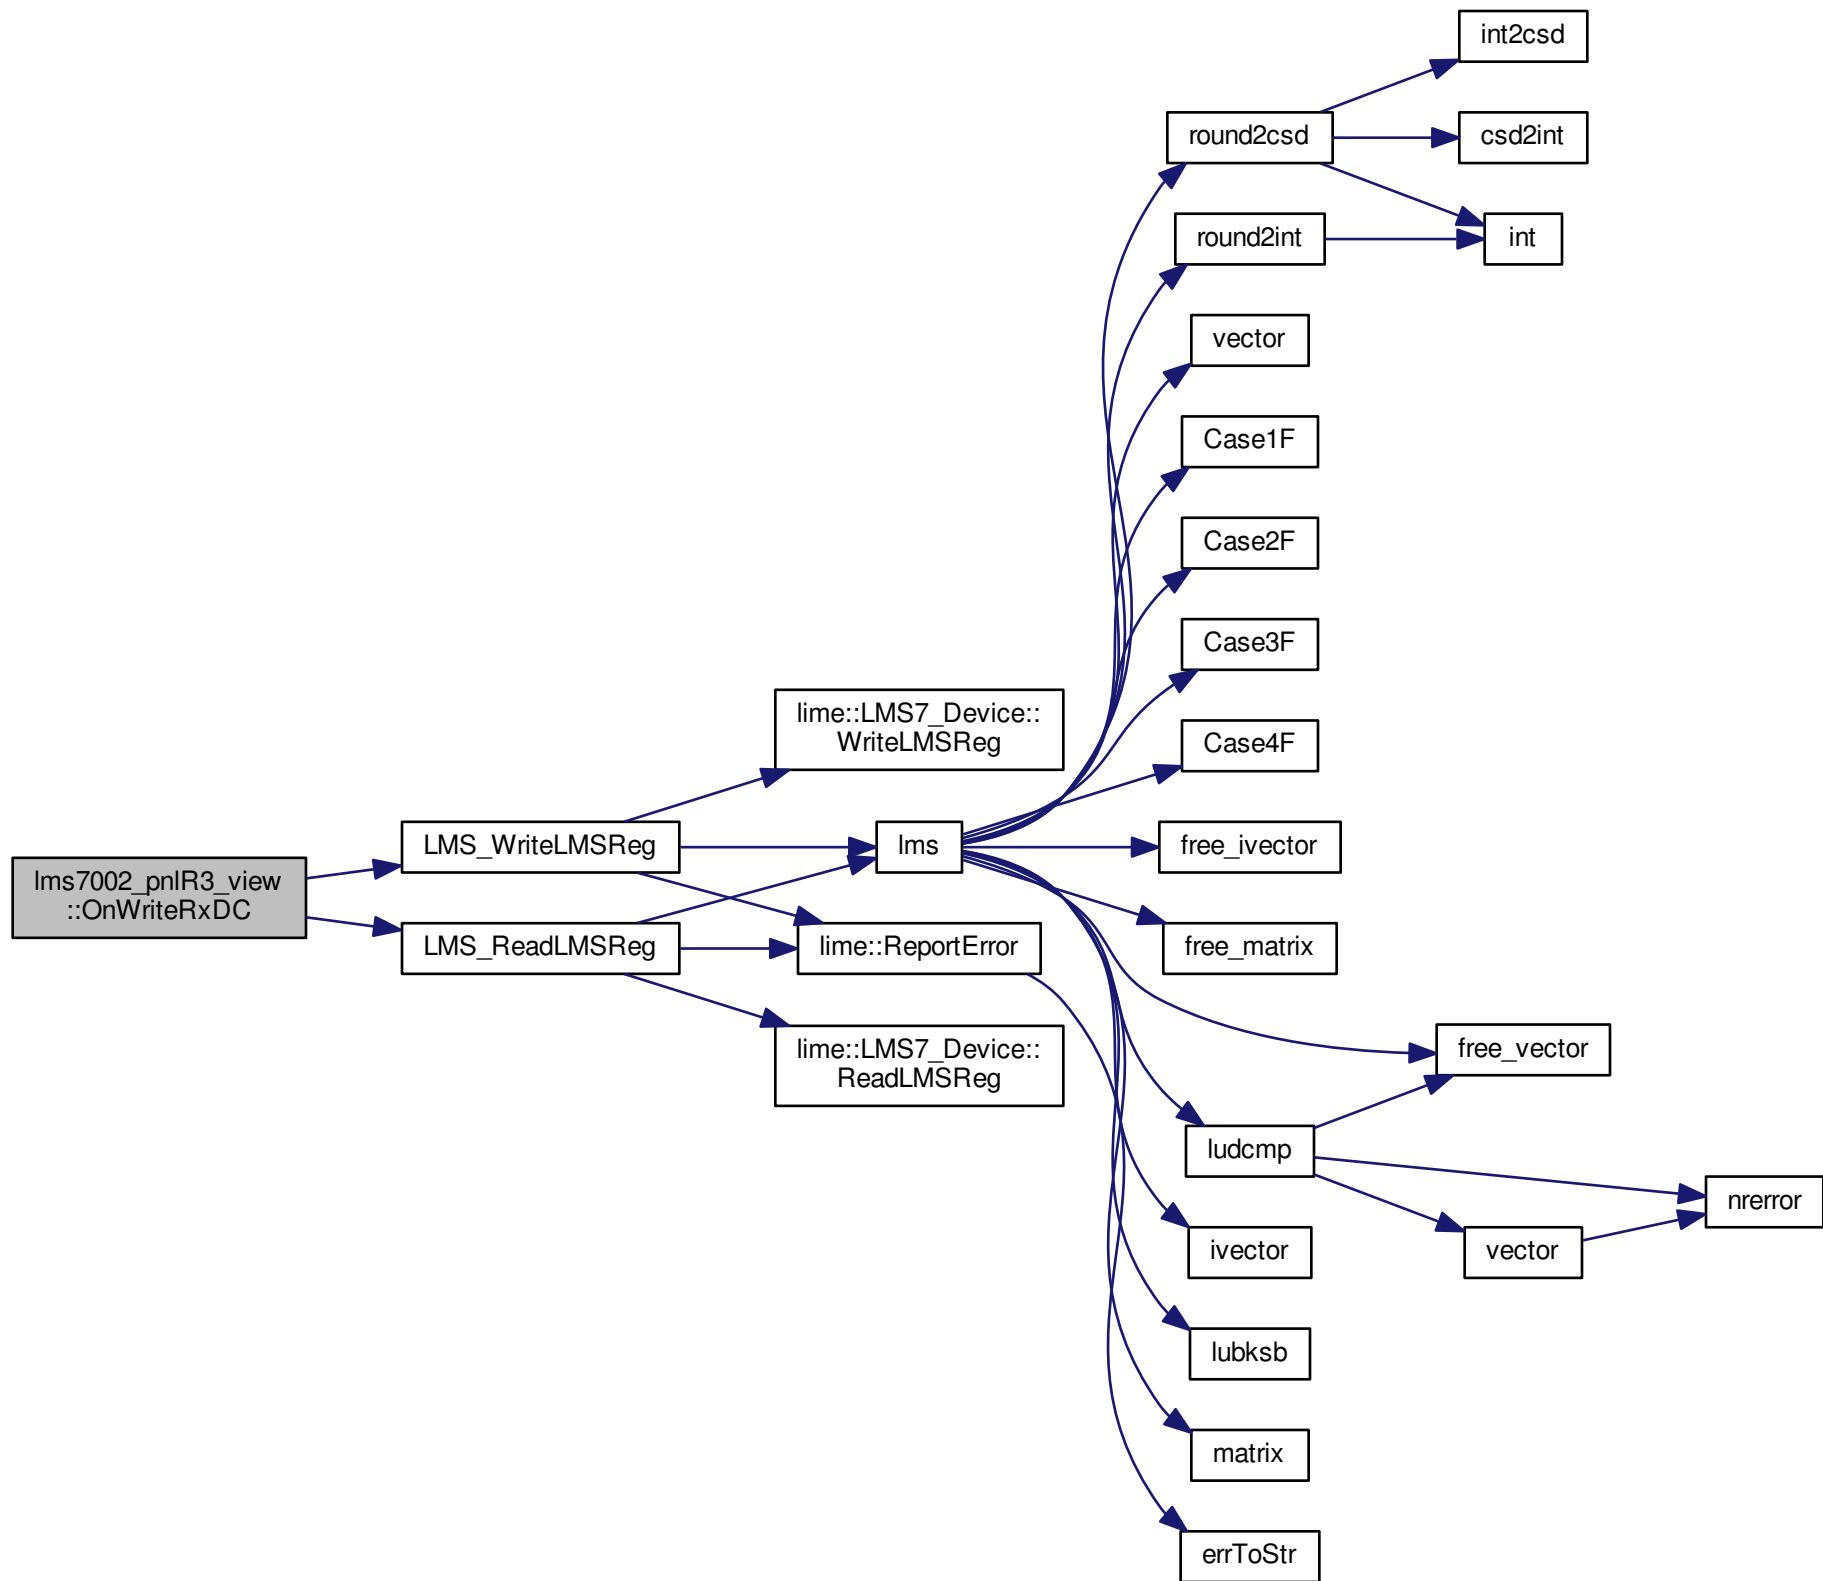 int2csd
round2csd
csd2int
round2int
int
vector
Case1F
Case2F
Case3F
Case4F
lime::LMS7_Device::
WriteLMSReg
LMS_WriteLMSReg
lms
free_ivector
lms7002_pnlR3_view
::OnWriteRxDC
LMS_ReadLMSReg
lime::ReportError
free_matrix
lime::LMS7_Device::
ReadLMSReg
free_vector
ludcmp
nrerror
ivector
vector
lubksb
matrix
errToStr